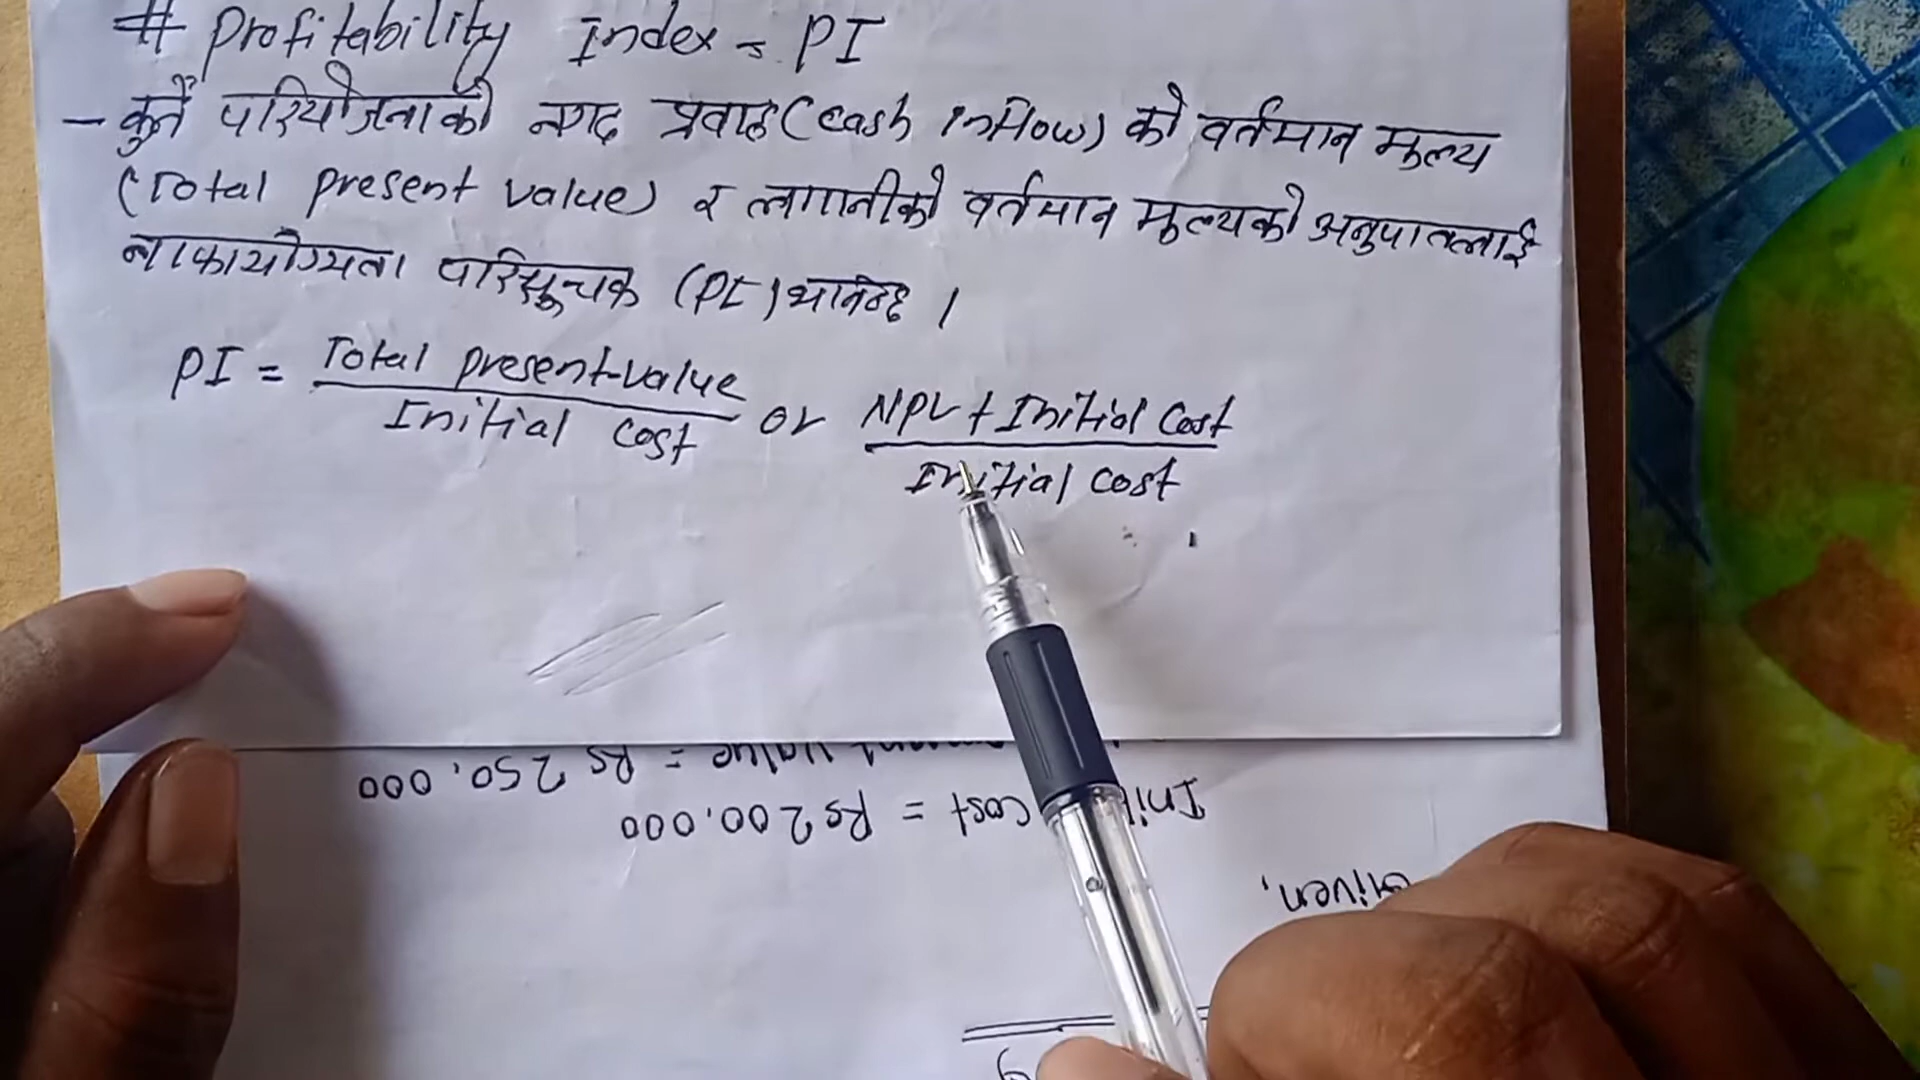 # Profitability Index = PI
- कुनै परियोजनाको नगद प्रवाह (cash inflow) को वर्तमान मूल्य
(Total present value) र लगानीको वर्तमान मूल्यको अनुपातलाई
नाफायोग्यता परिसूचक (PI) भनिन्छ ।
PI = Total present value / Initial cost or NPV + Initial cost / Initial cost
value = Rs 250,000
cost = Rs 200,000
Given,